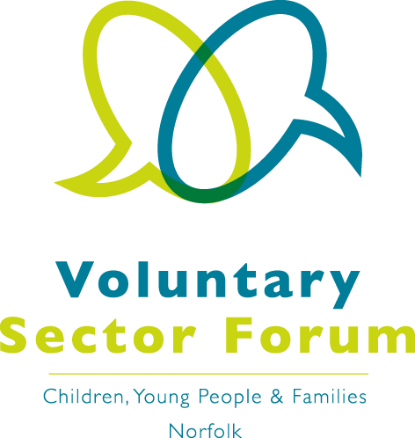 Voluntary
Sector Forum
Children, Young People & Families
Norfolk